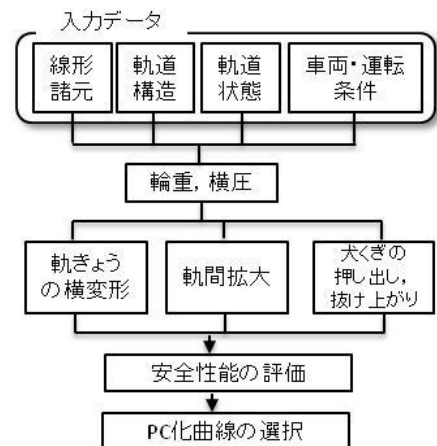 入力データ
線形
諸元
軌道
構造
軌道
状態
車両・運転
条件
輪重，横圧
軌きょう
の横変形
軌間拡大
犬くぎの
押し出し，
抜け上がり
安全性能の評価
PC化曲線の選択